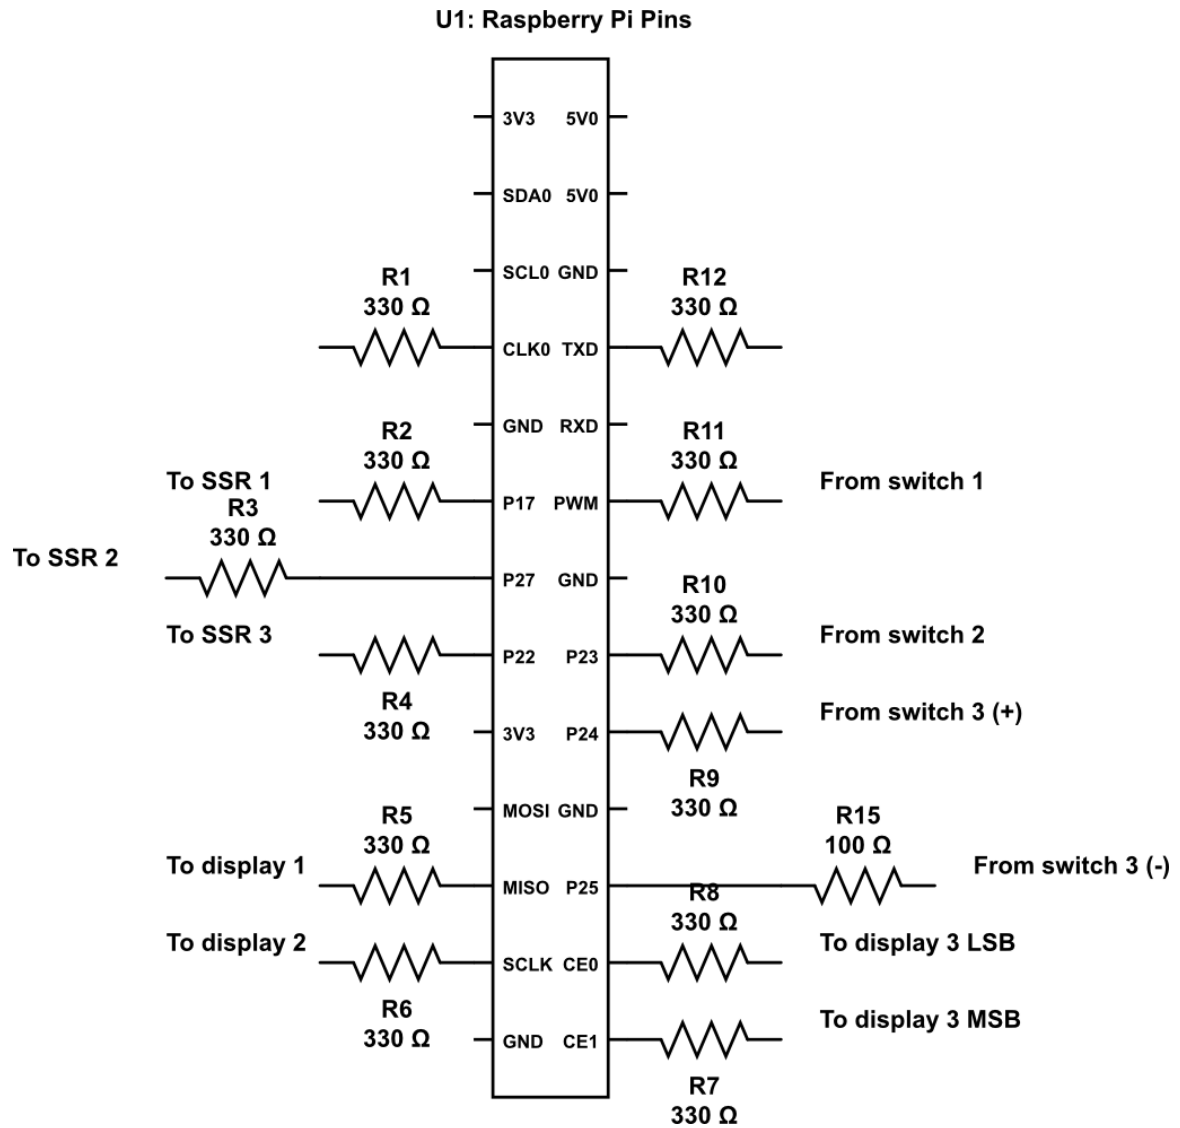 U1: Raspberry Pi Pins
3V3 5V0
SDA0 5V0
SCL0 GND
R1
330 Ω
R12
330 Ω
CLK0 TXD
GND RXD
R2
330 Ω
R11
330 Ω
To SSR 1
P17 PWM
From switch 1
R3
330 Ω
To SSR 2
P27 GND
R10
330 Ω
To SSR 3
P22 P23
From switch 2
R4
330 Ω
3V3 P24
From switch 3 (+)
R9
330 Ω
MOSI GND
R5
330 Ω
R15
100 Ω
To display 1
MISO P25
From switch 3 (-)
R8
330 Ω
To display 2
SCLK CE0
To display 3 LSB
R6
330 Ω
GND CE1
To display 3 MSB
R7
330 Ω